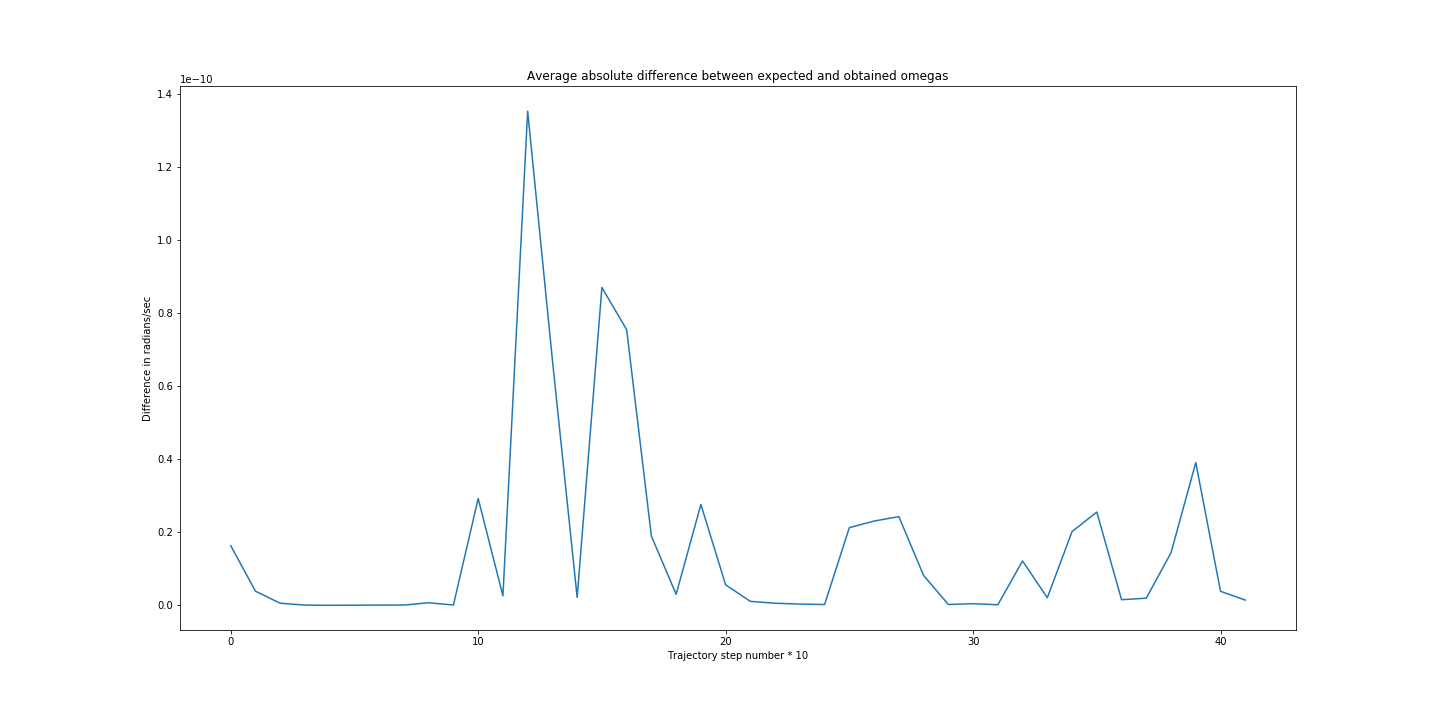 Average absolute difference between expected and obtained omegas
1e−10
1.4
1.2
1.0
0.8
0.6
0.4
0.2
0.0
Difference in radians/sec
0 10 20 30 40
Trajectory step number * 10